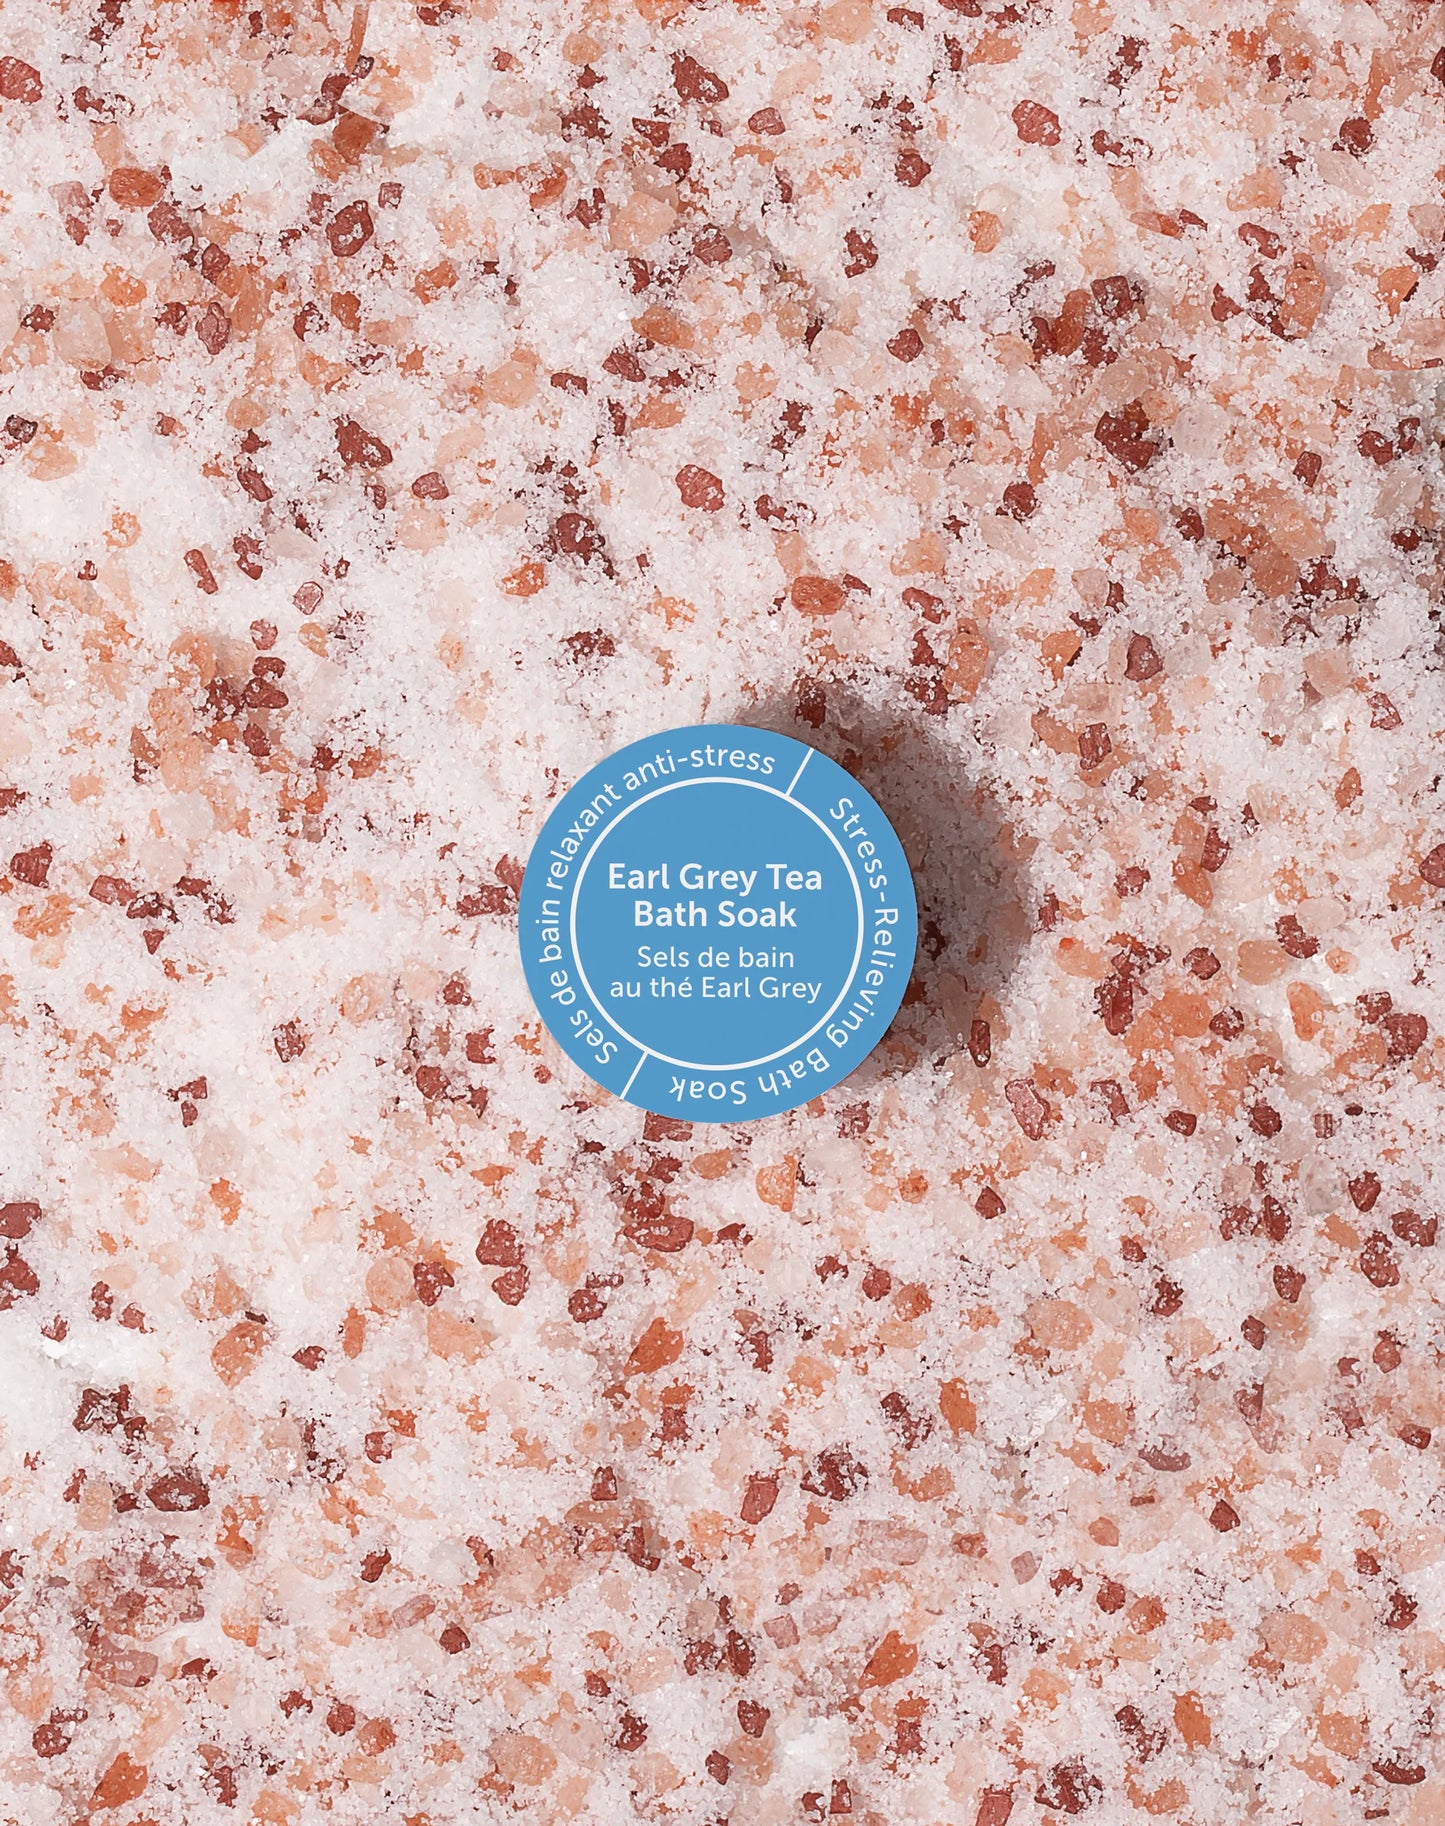 Sels de bain relaxant anti-stress
Stress-Relieving Bath Soak
Earl Grey Tea
Bath Soak
Sels de bain
au thé Earl Grey